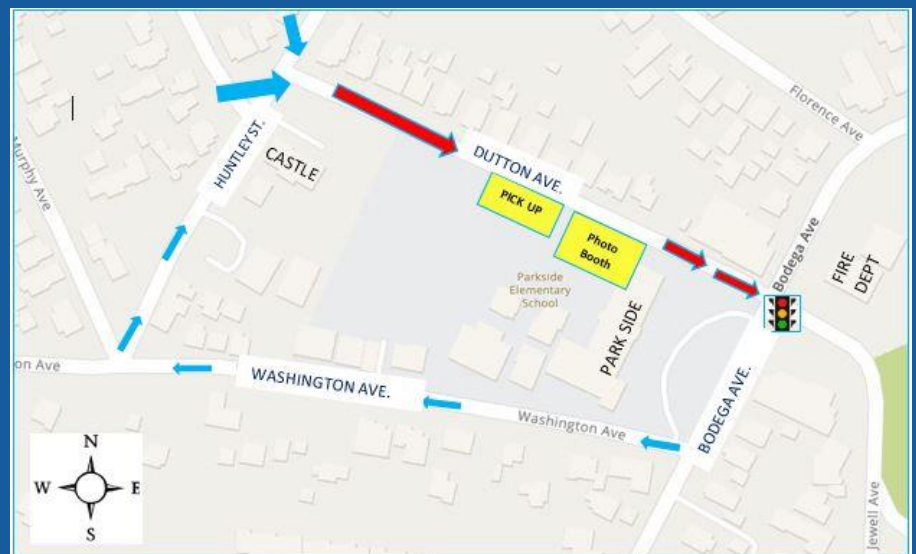 Florence Ave
Murphy Ave
HUNTLEY ST.
CASTLE
DUTTON AVE.
PICK UP
Photo
Booth
Bodega Ave
FIRE
DEPT
Parkside
Elementary
School
PARK SIDE
on Ave
WASHINGTON AVE.
Washington Ave
BODEGA AVE.
Jewell Ave
N
W
E
S